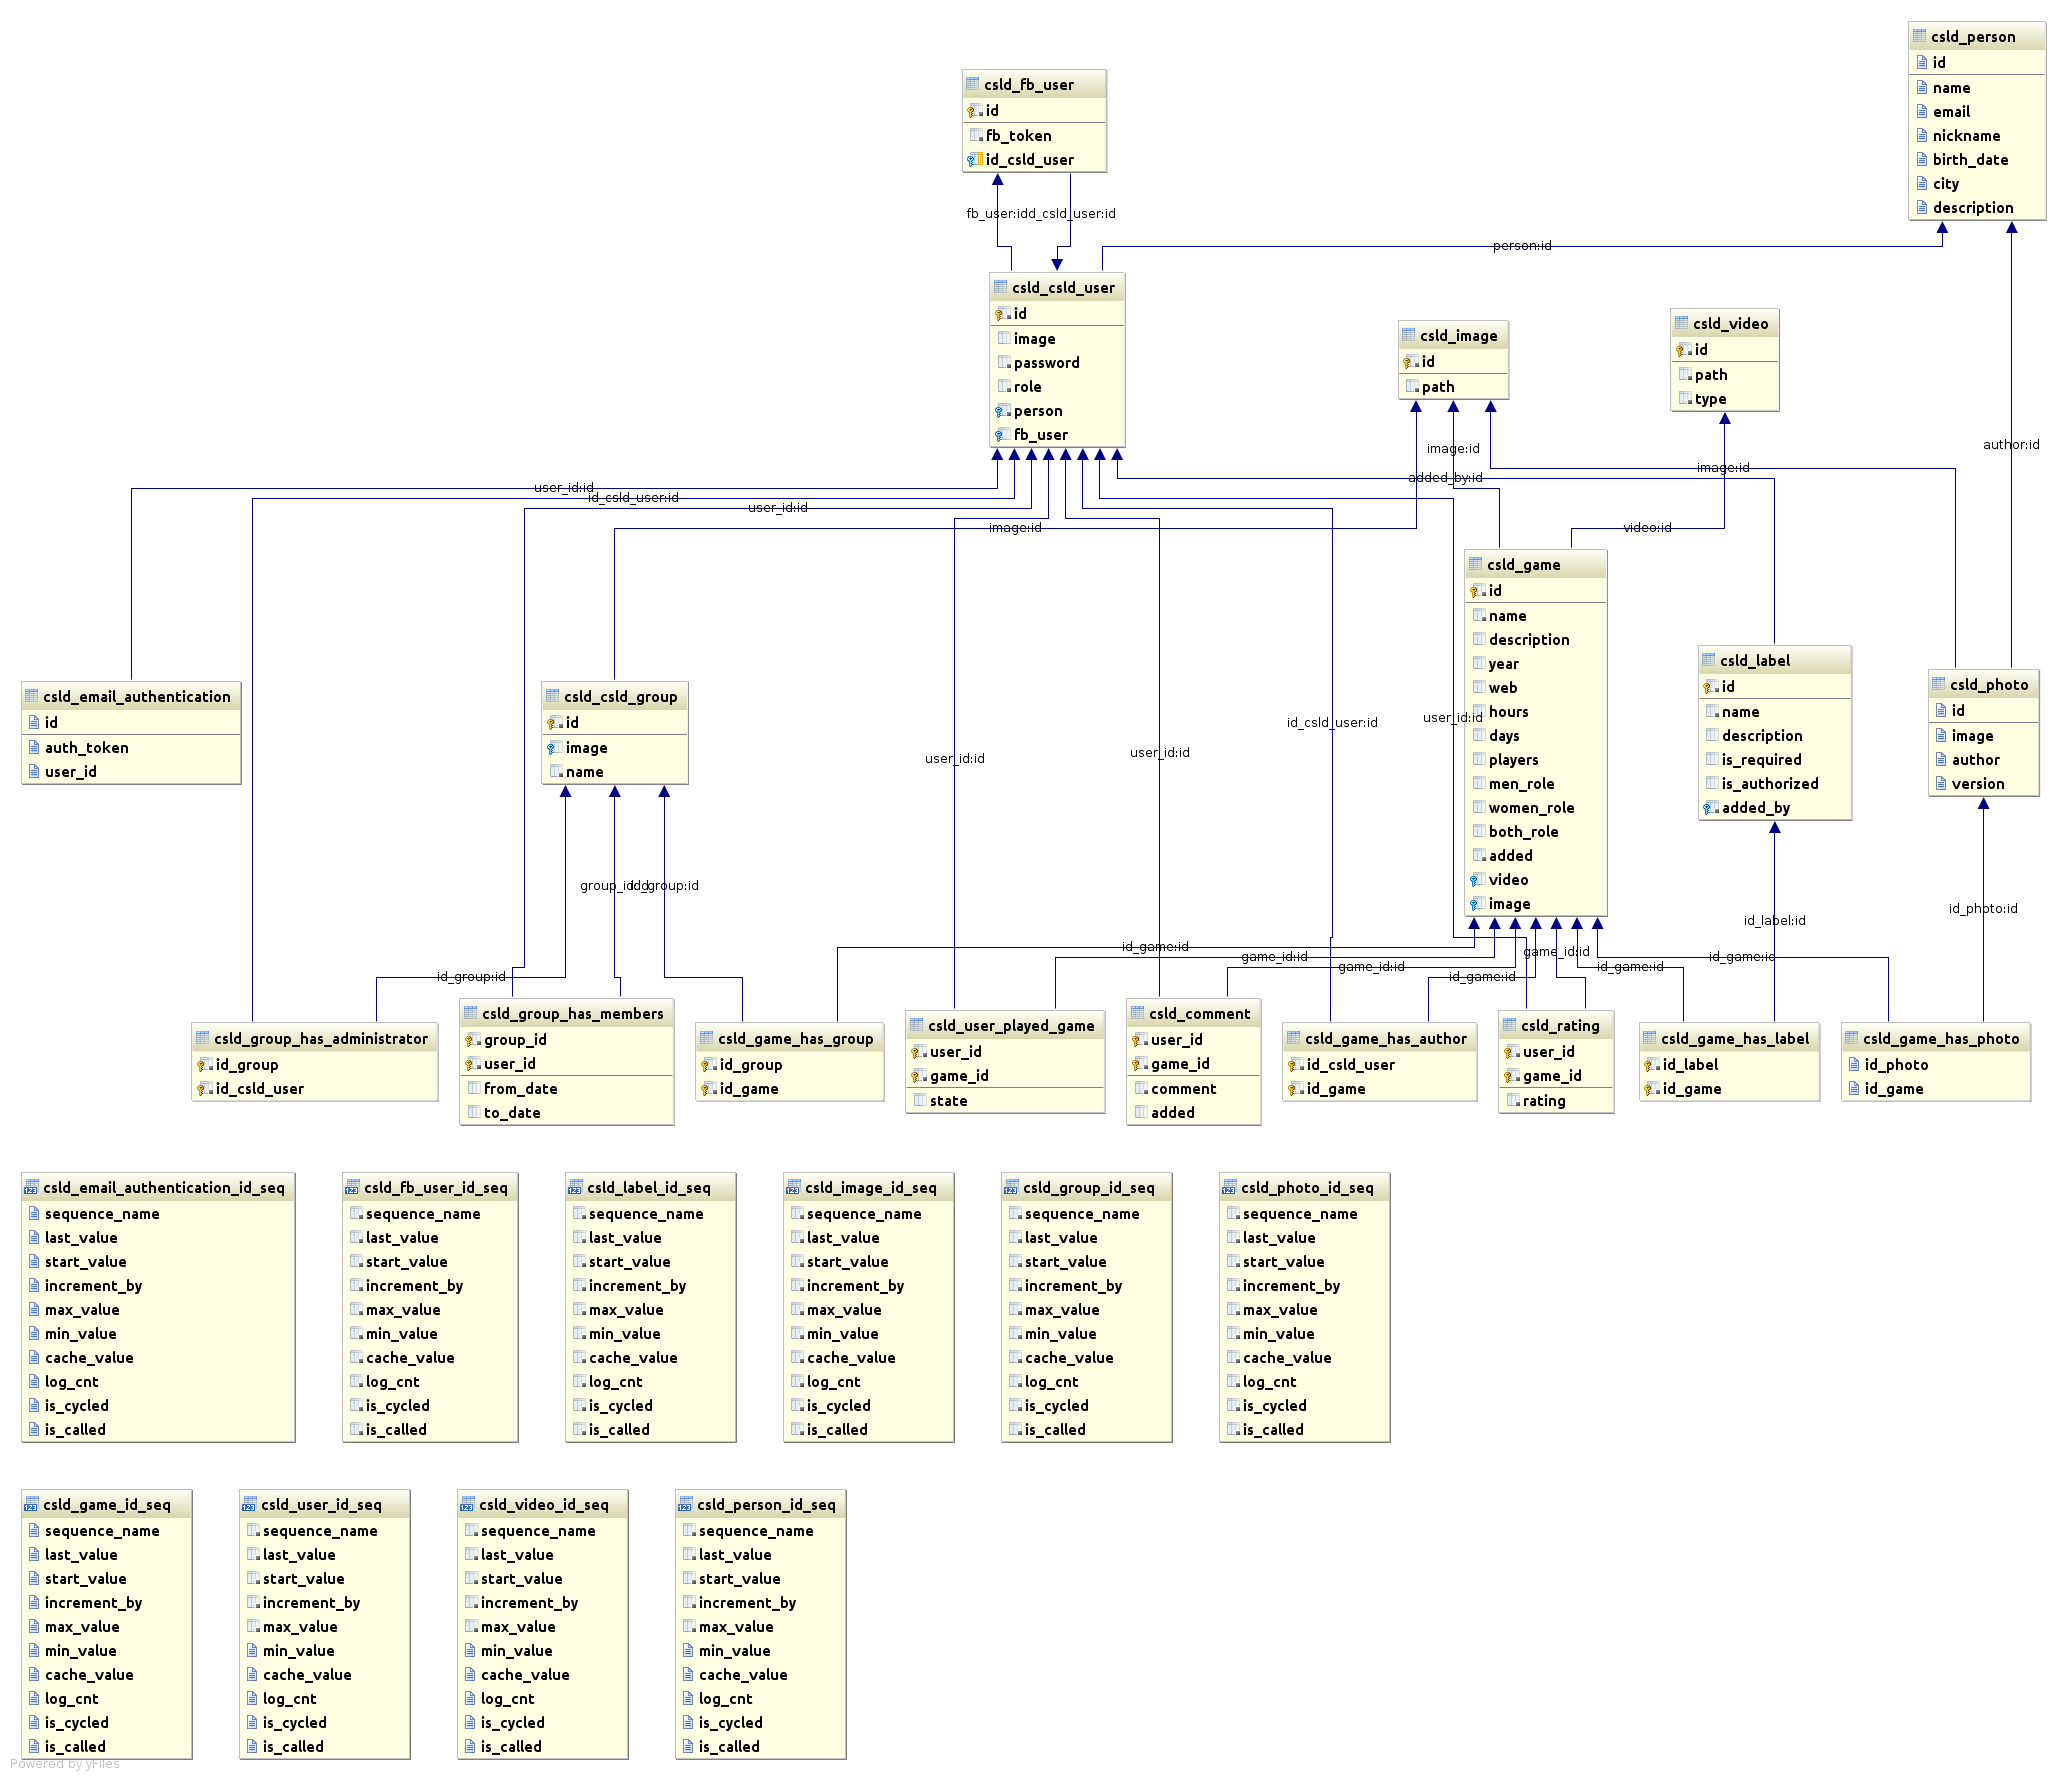 csld_person
id
name
email
nickname
birth_date
city
description
csld_fb_user
id
fb_token
id_csld_user
fb_user:id
d_csld_user:id
person:id
csld_csld_user
id
image
password
role
person
fb_user
csld_image
id
path
csld_video
id
path
type
author:id
image:id
image:id
added_by:id
user_id:id
id_csld_user:id
user_id:id
image:id
video:id
csld_game
id
name
description
year
web
hours
days
players
men_role
women_role
both_role
added
video
image
csld_label
id
name
description
is_required
is_authorized
added_by
csld_photo
id
image
author
version
csld_email_authentication
id
auth_token
user_id
csld_csld_group
id
image
name
id_csld_user:id
user_id:id
user_id:id
user_id:id
group_id:id
id_group:id
id_label:id
id_photo:id
id_game:id
game_id:id
game_id:id
game_id:id
id_game:id
id_group:id
id_game:id
id_game:id
csld_group_has_administrator
id_group
id_csld_user
csld_group_has_members
group_id
user_id
from_date
to_date
csld_game_has_group
id_group
id_game
csld_user_played_game
user_id
game_id
state
csld_comment
user_id
game_id
comment
added
csld_game_has_author
id_csld_user
id_game
csld_rating
user_id
game_id
rating
csld_game_has_label
id_label
id_game
csld_game_has_photo
id_photo
id_game
csld_email_authentication_id_seq
sequence_name
last_value
start_value
increment_by
max_value
min_value
cache_value
log_cnt
is_cycled
is_called
csld_fb_user_id_seq
sequence_name
last_value
start_value
increment_by
max_value
min_value
cache_value
log_cnt
is_cycled
is_called
csld_label_id_seq
sequence_name
last_value
start_value
increment_by
max_value
min_value
cache_value
log_cnt
is_cycled
is_called
csld_image_id_seq
sequence_name
last_value
start_value
increment_by
max_value
min_value
cache_value
log_cnt
is_cycled
is_called
csld_group_id_seq
sequence_name
last_value
start_value
increment_by
max_value
min_value
cache_value
log_cnt
is_cycled
is_called
csld_photo_id_seq
sequence_name
last_value
start_value
increment_by
max_value
min_value
cache_value
log_cnt
is_cycled
is_called
csld_game_id_seq
sequence_name
last_value
start_value
increment_by
max_value
min_value
cache_value
log_cnt
is_cycled
is_called
csld_user_id_seq
sequence_name
last_value
start_value
increment_by
max_value
min_value
cache_value
log_cnt
is_cycled
is_called
csld_video_id_seq
sequence_name
last_value
start_value
increment_by
max_value
min_value
cache_value
log_cnt
is_cycled
is_called
csld_person_id_seq
sequence_name
last_value
start_value
increment_by
max_value
min_value
cache_value
log_cnt
is_cycled
is_called
Powered by yFiles